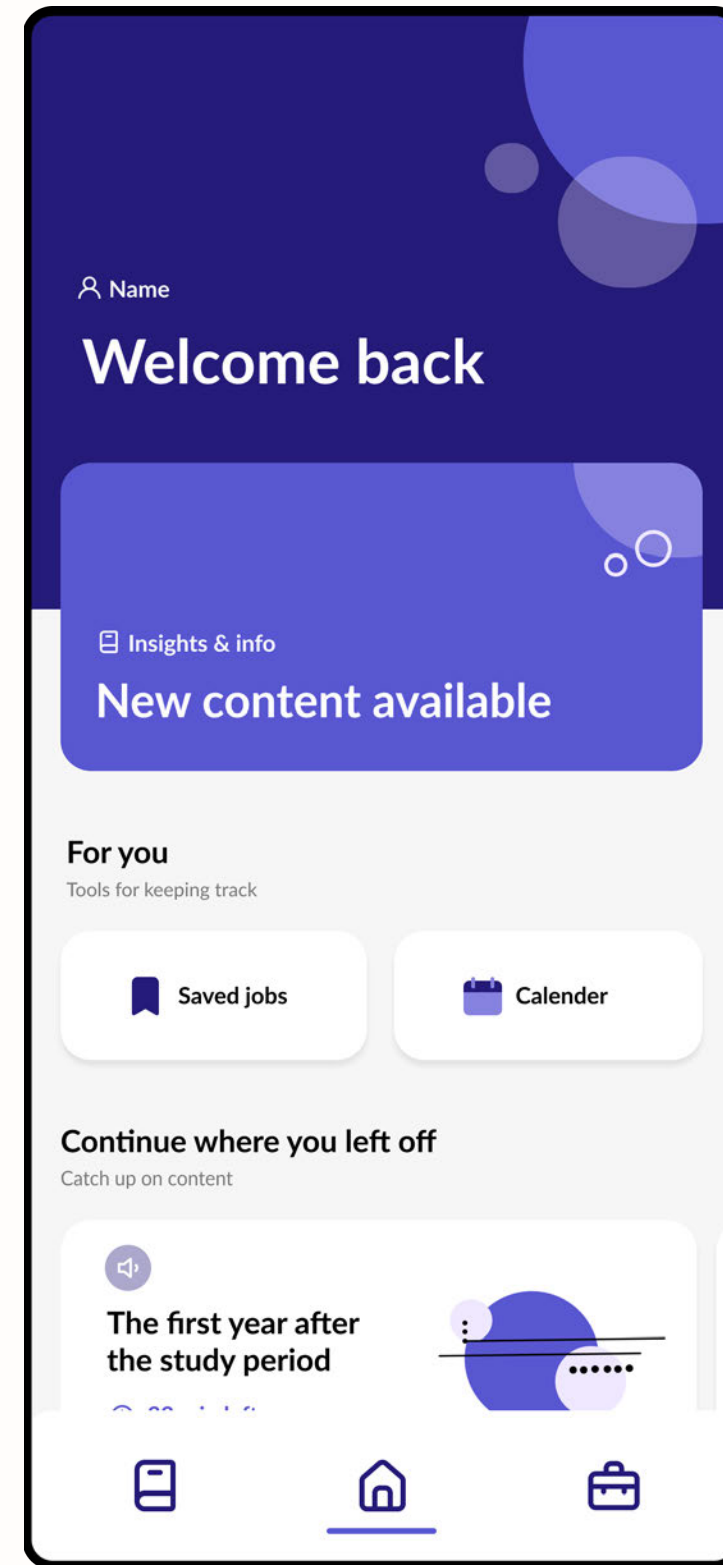 Name
Welcome back
Insights & info
New content available
For you
Tools for keeping track
Saved jobs
Calender
Continue where you left off
Catch up on content
The first year after
the study period